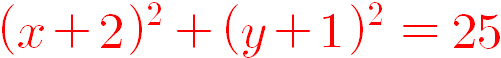 (x+2)² + (y+1)² = 25